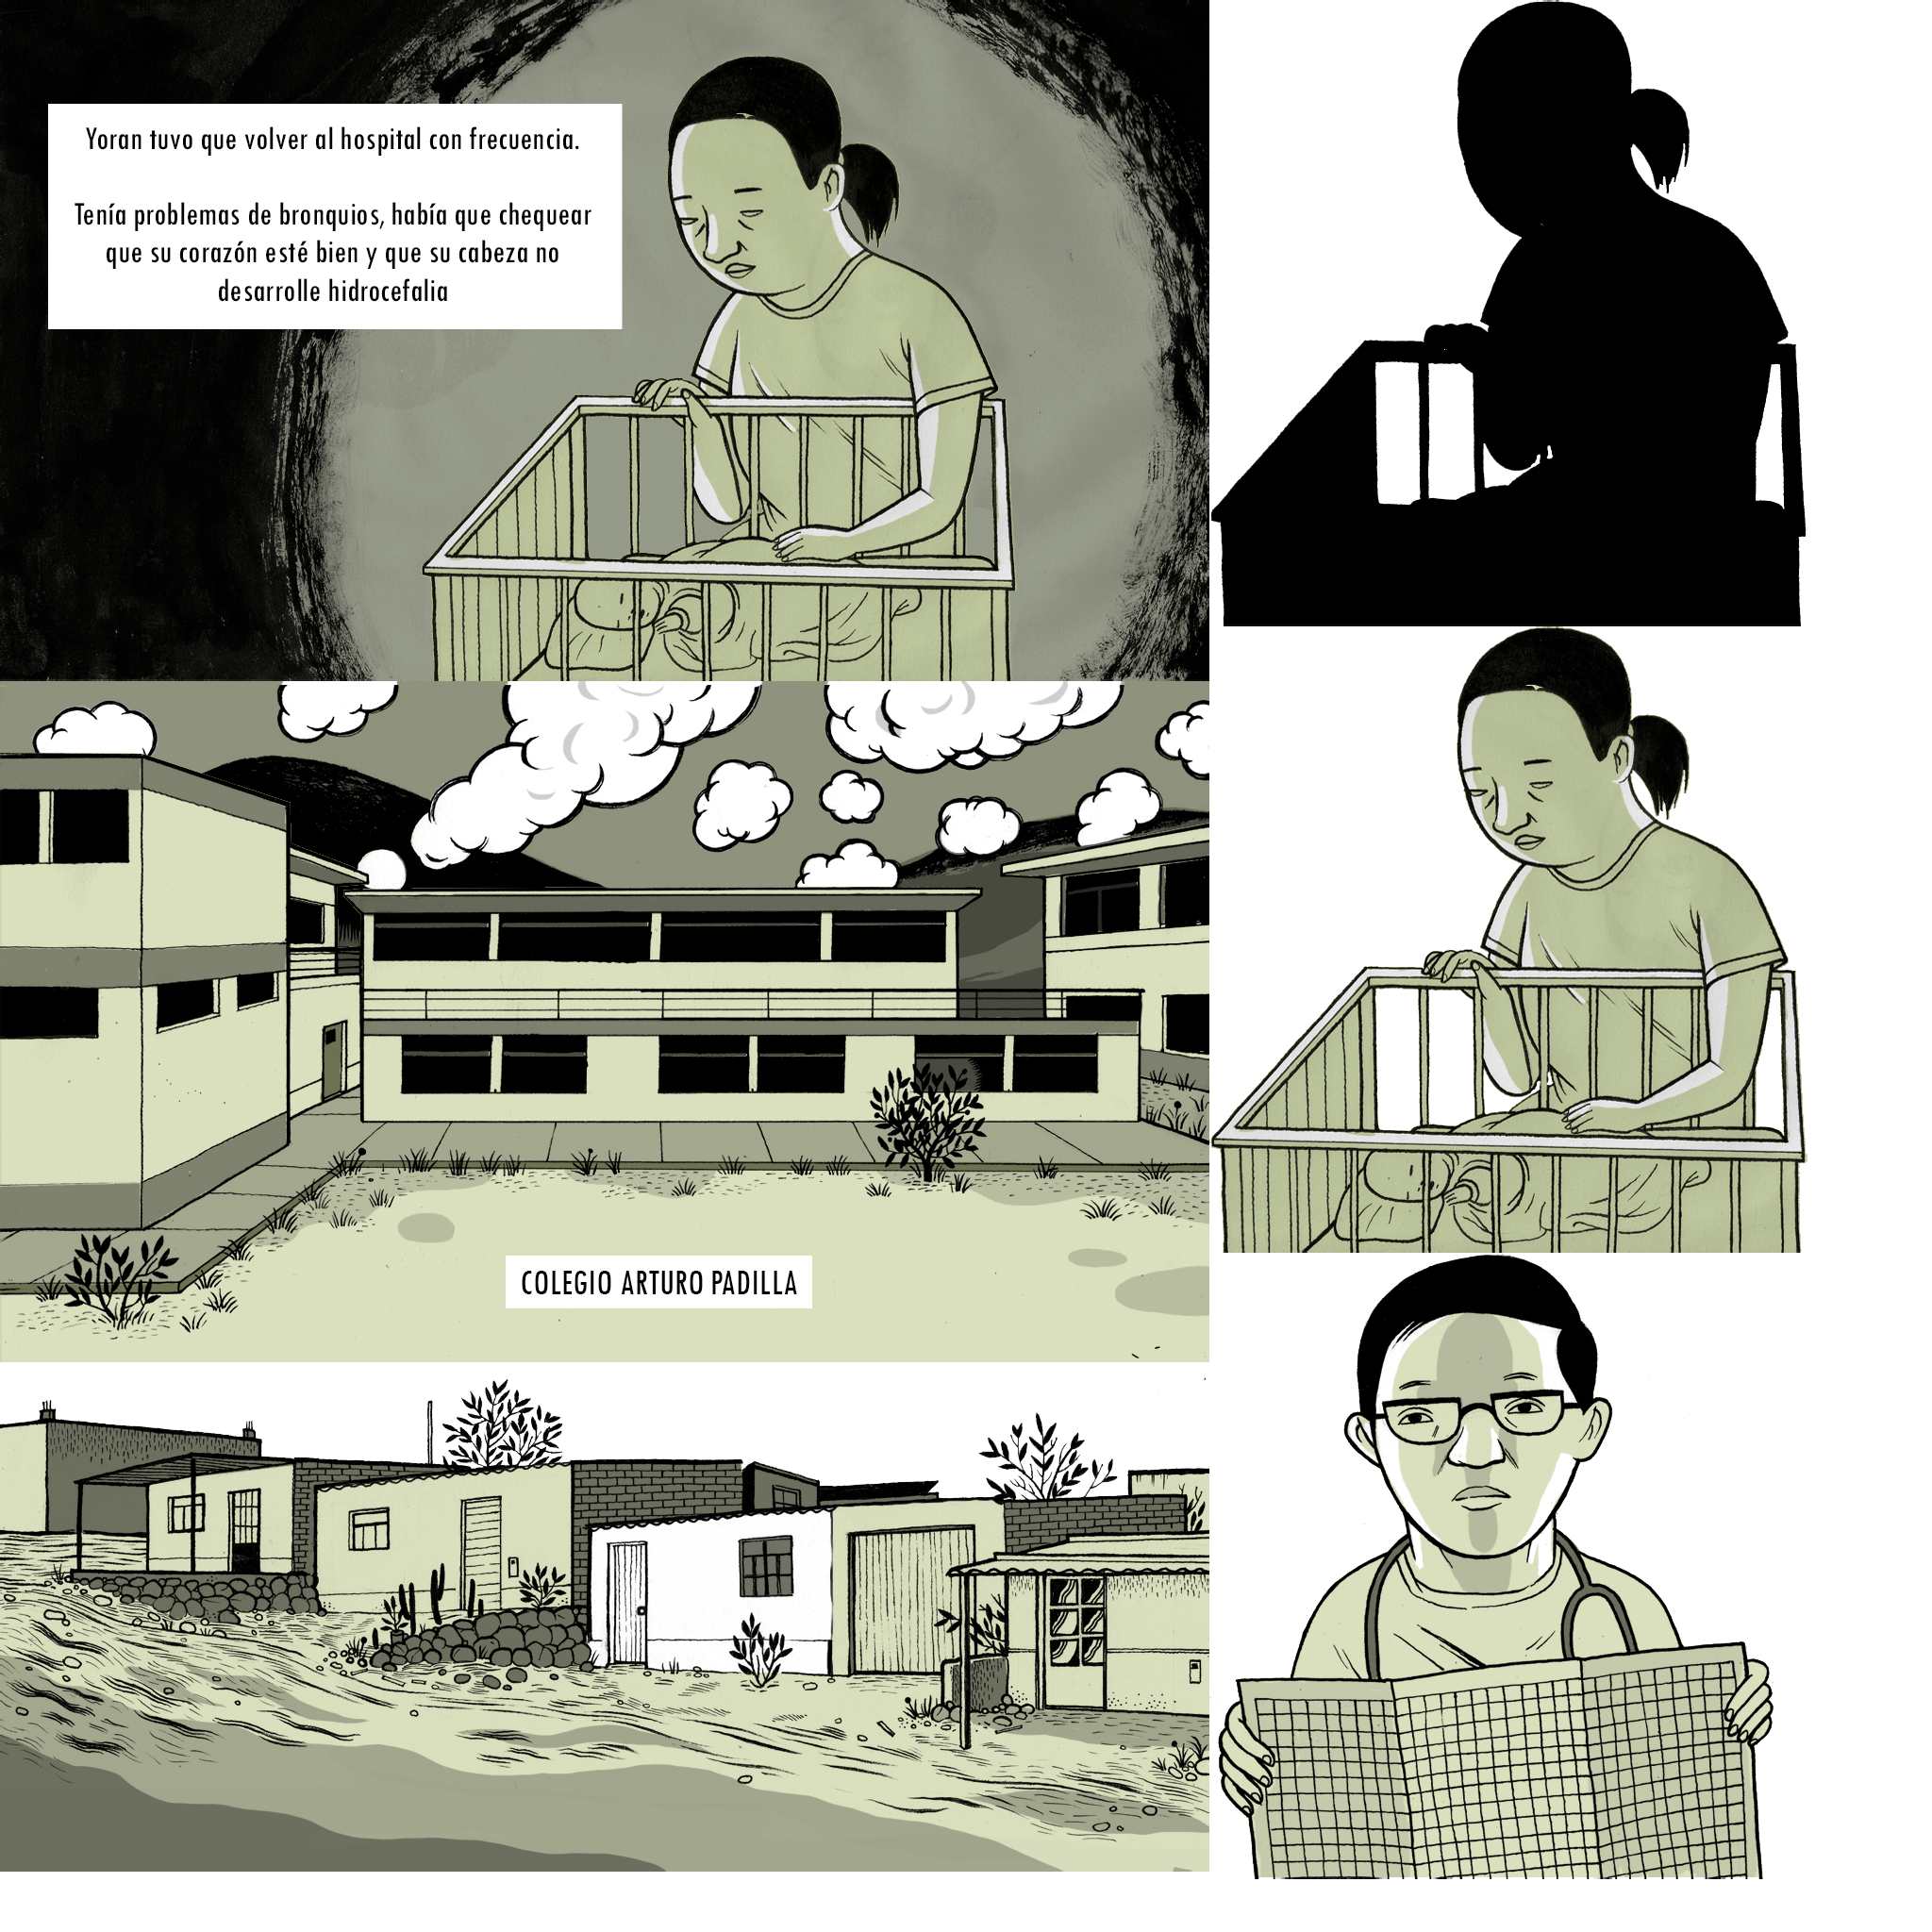 Yoran tuvo que volver al hospital con frecuencia.
Tenía problemas de bronquios, había que chequear
que su corazón esté bien y que su cabeza no
desarrolle hidrocefalia
COLEGIO ARTURO PADILLA